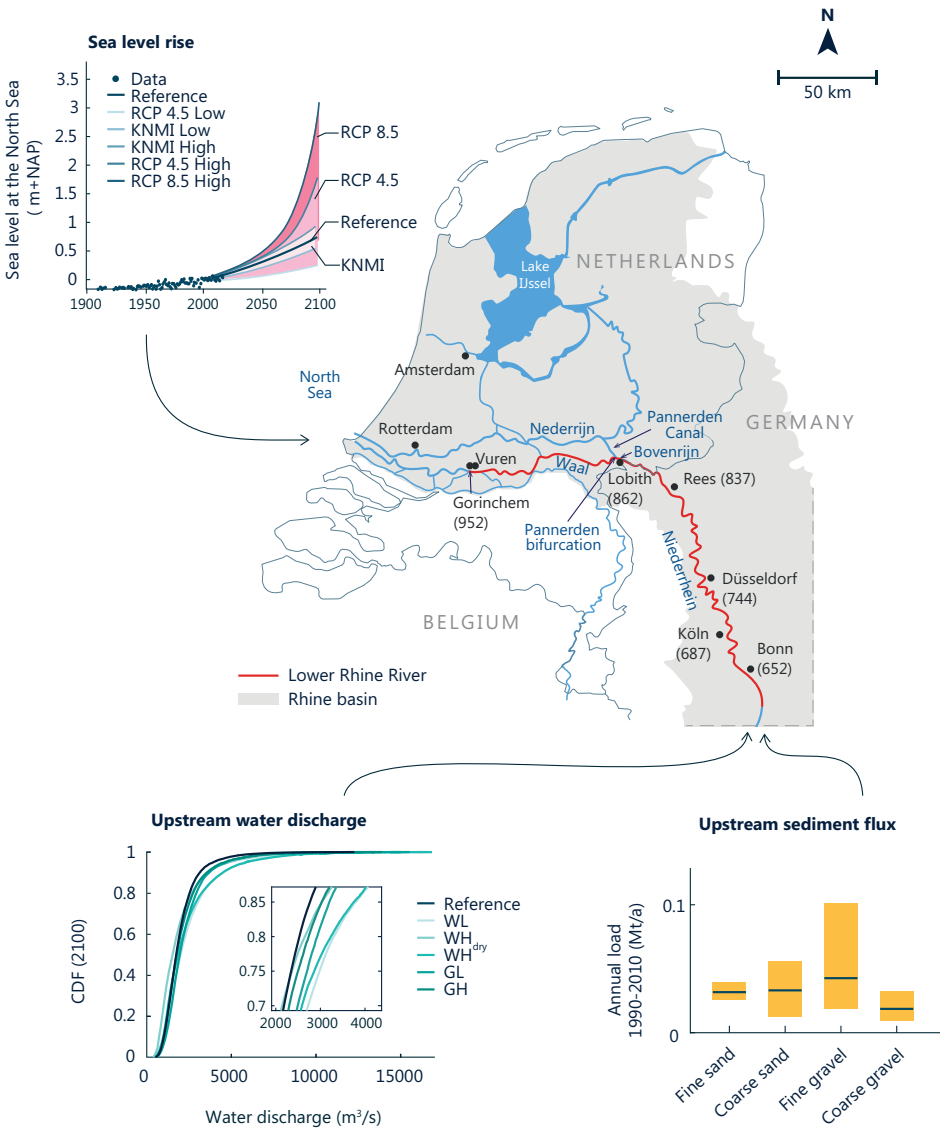 Sea level rise
Sea level at the North Sea
( m+NAP)
3.5
3
2.5
2
1.5
1
0.5
0
1900
1950
2000
2050
2100
Data
Reference
RCP 4.5 Low
KNMI Low
KNMI High
RCP 4.5 High
RCP 8.5 High
RCP 8.5
RCP 4.5
Reference
KNMI
N
50 km
NETHERLANDS
Lake
IJssel
Amsterdam
North
Sea
Rotterdam
Nederrijn
Pannerden
Canal
GERMANY
Bovenrijn
Vuren
Waal
Lobith
(862)
Rees (837)
Gorinchem
(952)
Pannerden
bifurcation
Niederrhein
Düsseldorf
(744)
BELGIUM
Köln
(687)
Bonn
(652)
Lower Rhine River
Rhine basin
Upstream water discharge
CDF (2100)
1
0.8
0.6
0.4
0.2
0
0
5000
10000
15000
Water discharge (m³/s)
0.85
0.8
0.75
0.7
2000
3000
4000
Reference
WL
WH
WHdry
GL
GH
Upstream sediment flux
Annual load
1990-2010 (Mt/a)
0.1
0
Fine sand
Coarse sand
Fine gravel
Coarse gravel